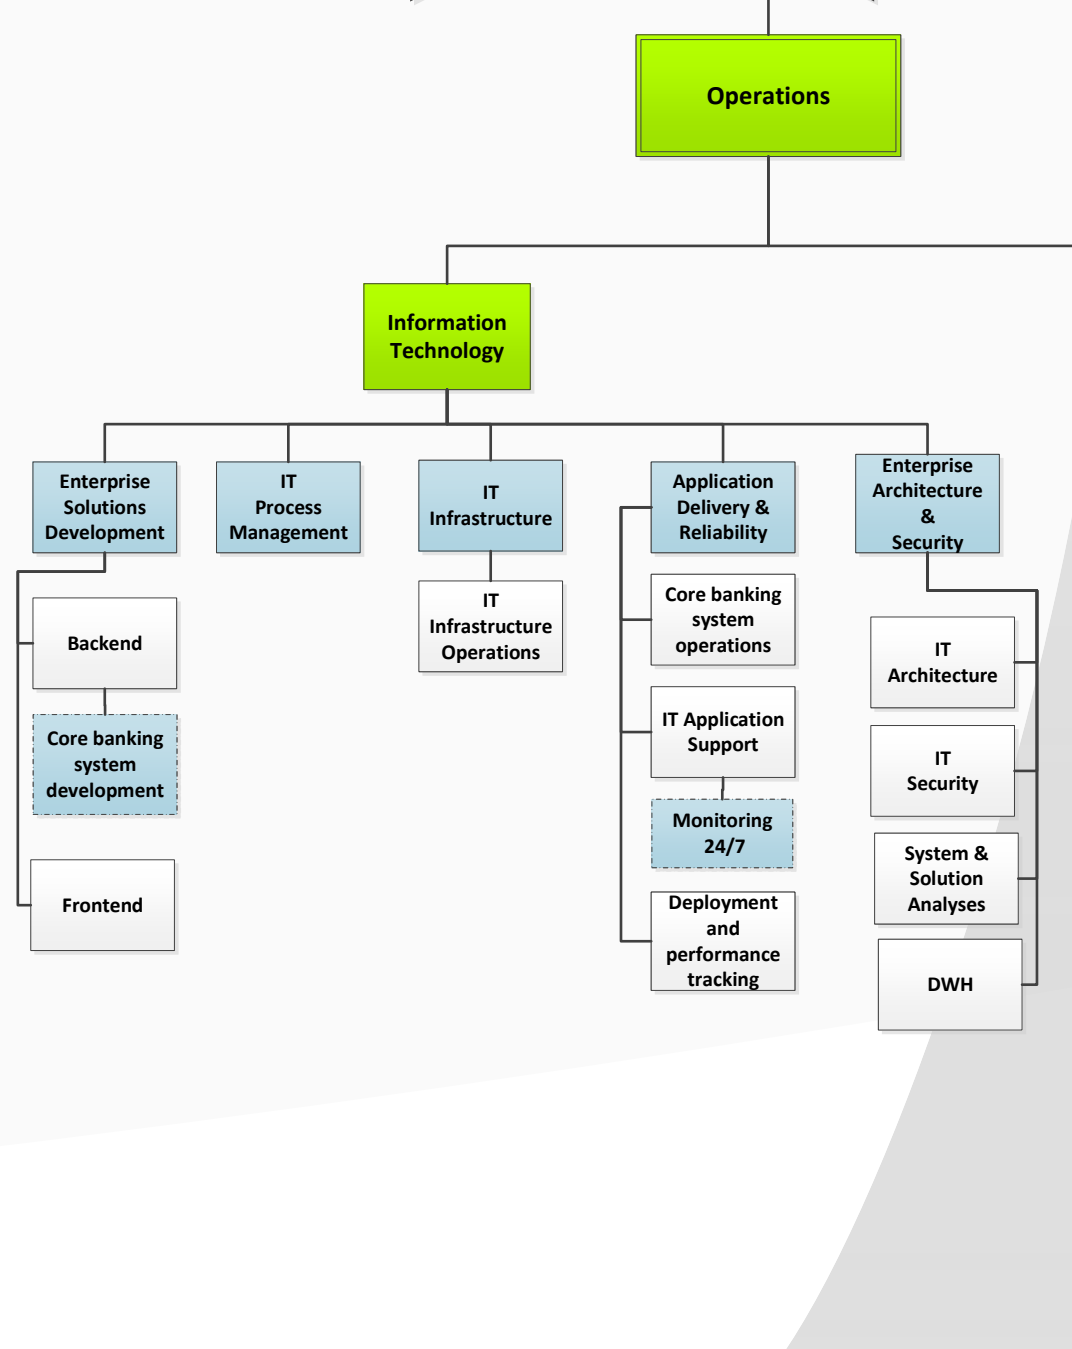 Operations
Information
Technology
Enterprise
Solutions
Development
IT
Process
Management
IT
Infrastructure
Application
Delivery &
Reliability
Enterprise
Architecture
&
Security
Backend
Core banking
system
development
Frontend
IT
Infrastructure
Operations
Core banking
system
operations
IT Application
Support
Monitoring
24/7
Deployment
and
performance
tracking
IT
Architecture
IT
Security
System &
Solution
Analyses
DWH